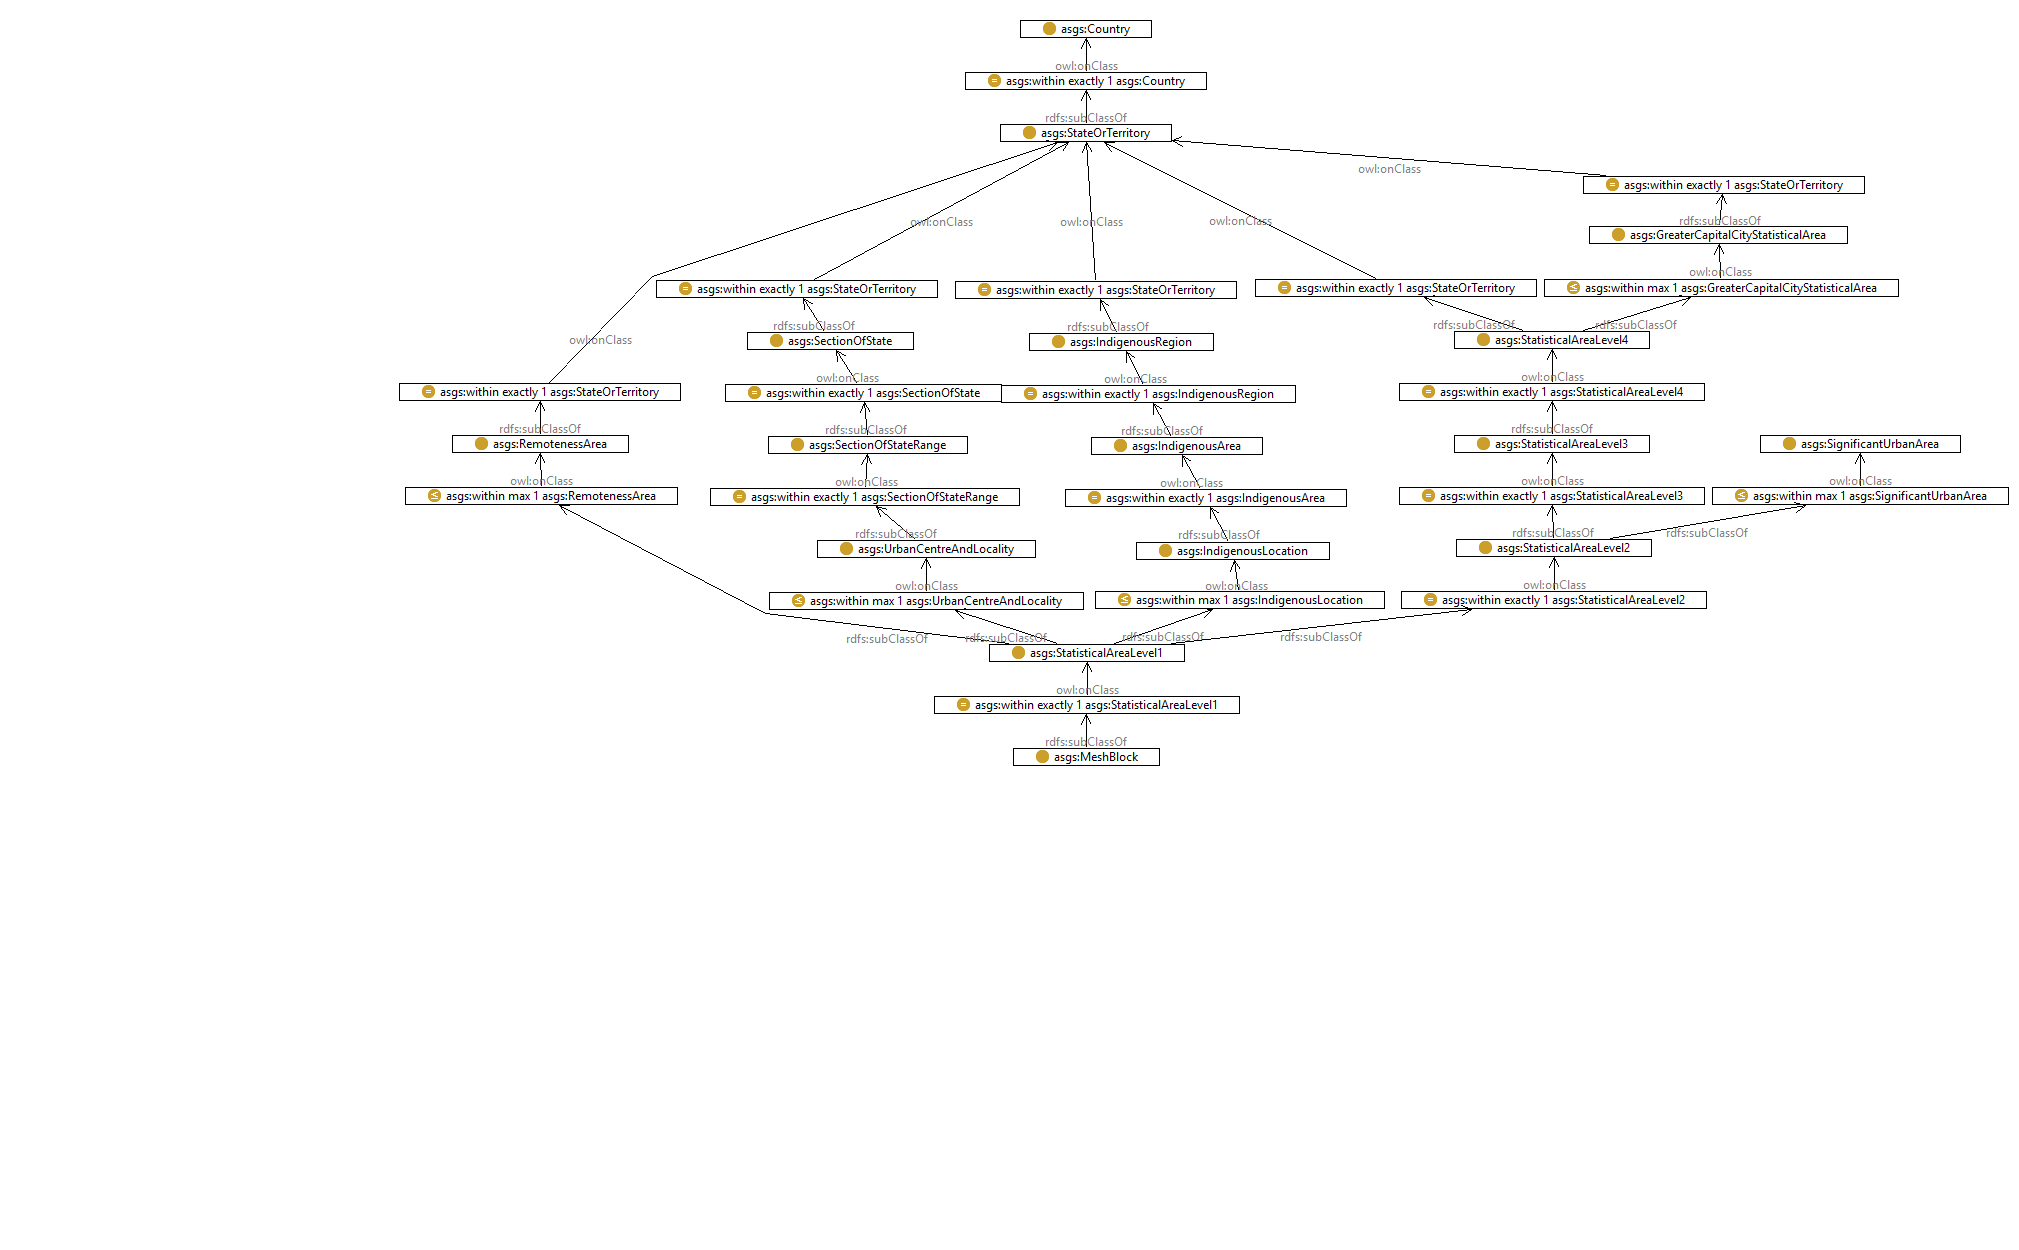 asgs:Country
owl:onClass
= asgs:within exactly 1 asgs:Country
rdfs:subClassOf
asgs:StateOrTerritory
owl:onClass
= asgs:within exactly 1 asgs:StateOrTerritory
owl:onClass
owl:onClass
owl:onClass
rdfs:subClassOf
asgs:GreaterCapitalCityStatisticalArea
owl:onClass
= asgs:within exactly 1 asgs:StateOrTerritory
= asgs:within exactly 1 asgs:StateOrTerritory
= asgs:within exactly 1 asgs:StateOrTerritory
≤ asgs:within max 1 asgs:GreaterCapitalCityStatisticalArea
rdfs:subClassOf
rdfs:subClassOf
rdfs:subClassOf
rdfs:subClassOf
owl:onClass
asgs:SectionOfState
asgs:IndigenousRegion
asgs:StatisticalAreaLevel4
owl:onClass
owl:onClass
owl:onClass
= asgs:within exactly 1 asgs:StateOrTerritory
= asgs:within exactly 1 asgs:SectionOfState
= asgs:within exactly 1 asgs:IndigenousRegion
= asgs:within exactly 1 asgs:StatisticalAreaLevel4
rdfs:subClassOf
rdfs:subClassOf
rdfs:subClassOf
rdfs:subClassOf
asgs:RemotenessArea
asgs:SectionOfStateRange
asgs:IndigenousArea
asgs:StatisticalAreaLevel3
asgs:SignificantUrbanArea
owl:onClass
owl:onClass
owl:onClass
owl:onClass
owl:onClass
≤ asgs:within max 1 asgs:RemotenessArea
= asgs:within exactly 1 asgs:SectionOfStateRange
= asgs:within exactly 1 asgs:IndigenousArea
= asgs:within exactly 1 asgs:StatisticalAreaLevel3
≤ asgs:within max 1 asgs:SignificantUrbanArea
rdfs:subClassOf
rdfs:subClassOf
rdfs:subClassOf
rdfs:subClassOf
asgs:UrbanCentreAndLocality
asgs:IndigenousLocation
asgs:StatisticalAreaLevel2
owl:onClass
owl:onClass
owl:onClass
≤ asgs:within max 1 asgs:UrbanCentreAndLocality
≤ asgs:within max 1 asgs:IndigenousLocation
= asgs:within exactly 1 asgs:StatisticalAreaLevel2
rdfs:subClassOf
rdfs:subClassOf
rdfs:subClassOf
rdfs:subClassOf
asgs:StatisticalAreaLevel1
owl:onClass
= asgs:within exactly 1 asgs:StatisticalAreaLevel1
rdfs:subClassOf
asgs:MeshBlock